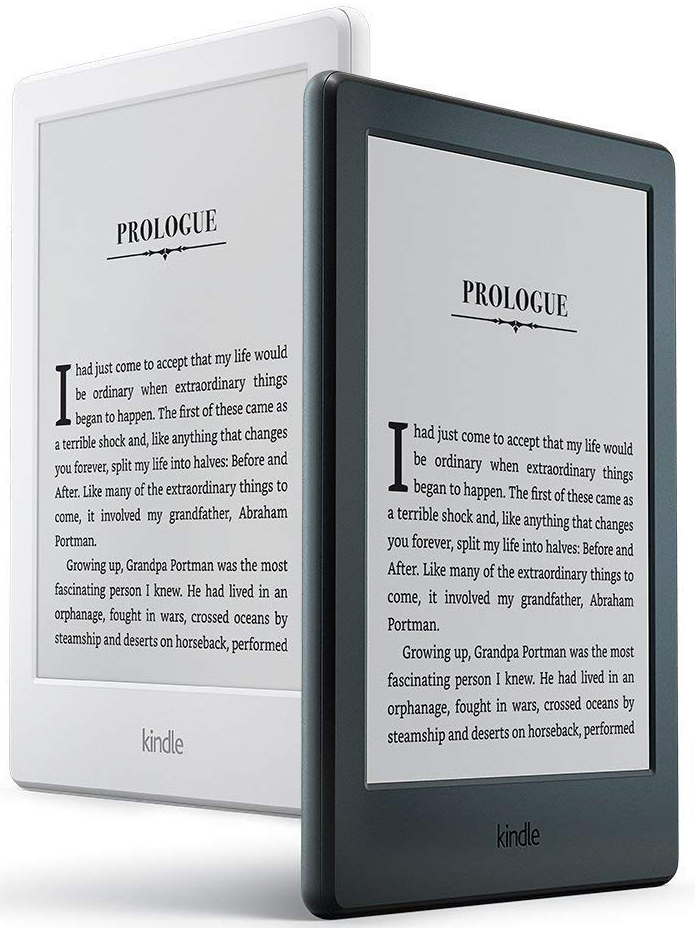 PROLOGUE
I had just come to accept that my life would
be ordinary when extraordinary things
began to happen. The first of these came as
a terrible shock and, like anything that changes
you forever, split my life into halves: Before and
After. Like many of the extraordinary things to
come, it involved my grandfather, Abraham
Portman.
Growing up, Grandpa Portman was the most
fascinating person I knew. He had lived in an
orphanage, fought in wars, crossed oceans by
steamship and deserts on horseback, performed
kindle
PROLOGUE
I had just come to accept that my life would
be ordinary when extraordinary things
began to happen. The first of these came as
a terrible shock and, like anything that changes
you forever, split my life into halves: Before and
After. Like many of the extraordinary things to
come, it involved my grandfather, Abraham
Portman.
Growing up, Grandpa Portman was the most
fascinating person I knew. He had lived in an
orphanage, fought in wars, crossed oceans by
steamship and deserts on horseback, performed
kindle